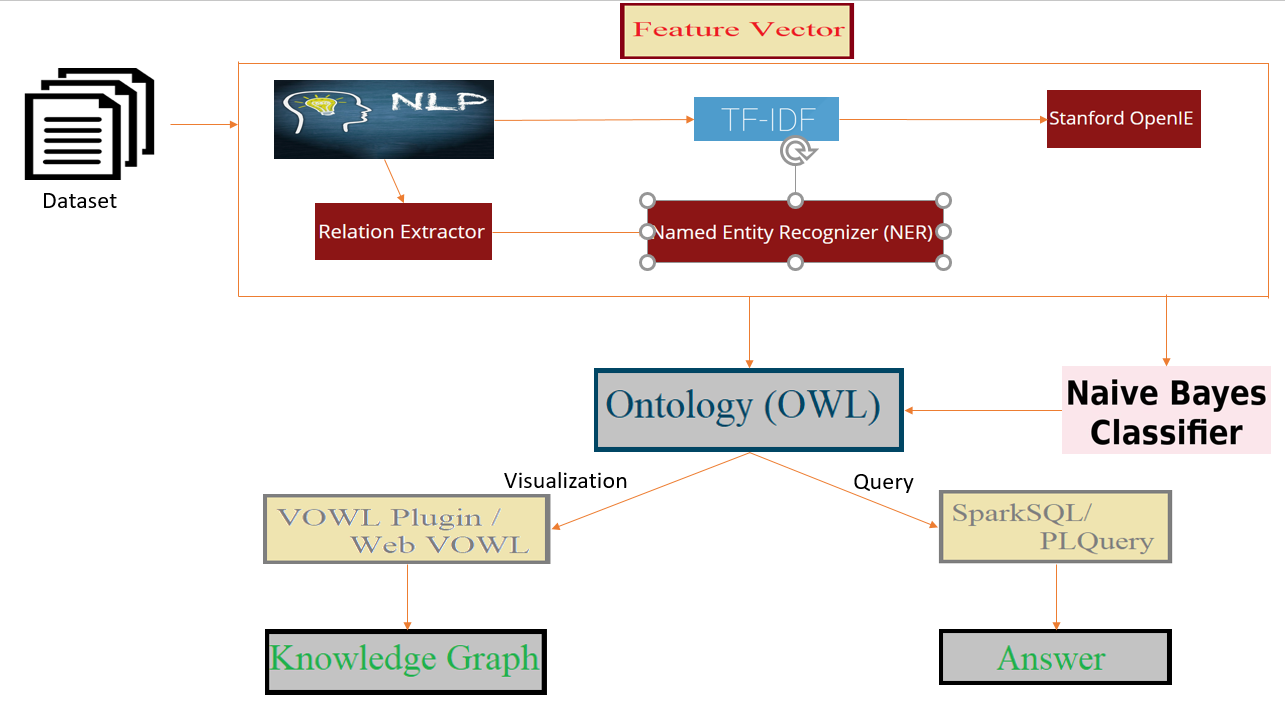 Feature Vector
NLP
TF-IDF
Stanford OpenIE
Dataset
Relation Extractor
Named Entity Recognizer (NER)
Ontology (OWL)
Naive Bayes
Classifier
Visualization
Query
VOWL Plugin /
Web VOWL
SparkSQL/
PLQuery
Knowledge Graph
Answer